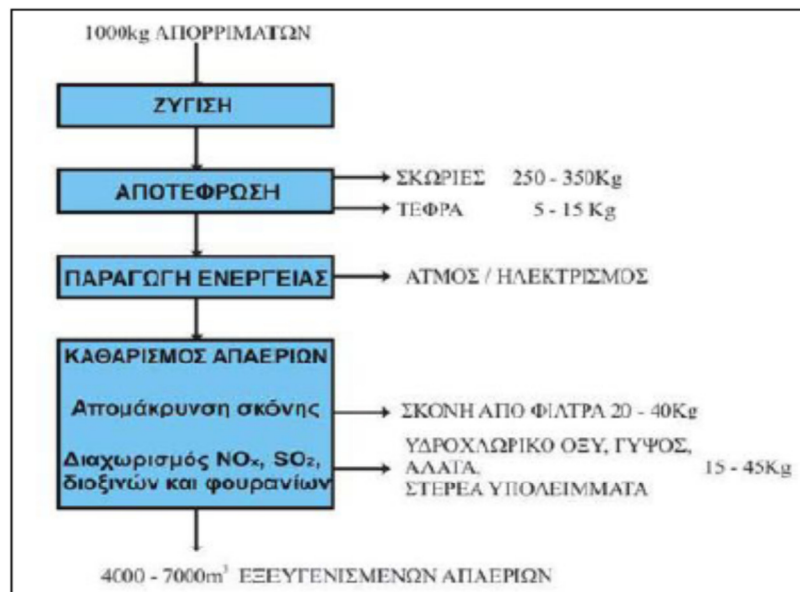 1000kg ΑΠΟΡΡΙΜΑΤΩΝ
ΖΥΓΙΣΗ
ΑΠΟΤΕΦΡΩΣΗ
ΣΚΩΡΙΕΣ 250 - 350Kg
ΤΕΦΡΑ 5 - 15 Kg
ΠΑΡΑΓΩΓΗ ΕΝΕΡΓΕΙΑΣ
ΑΤΜΟΣ / ΗΛΕΚΤΡΙΣΜΟΣ
ΚΑΘΑΡΙΣΜΟΣ ΑΠΑΕΡΙΩΝ
Απομάκρυνση σκόνης
ΣΚΟΝΗ ΑΠΟ ΦΙΛΤΡΑ 20 - 40Kg
Διαχωρισμός NOx, SO₂,
διοξινών και φουρανίων
ΥΔΡΟΧΛΩΡΙΚΟ ΟΞΥ, ΓΥΨΟΣ,
ΑΛΑΤΑ, 15 - 45Kg
ΣΤΕΡΕΑ ΥΠΟΛΕΙΜΜΑΤΑ
4000 - 7000m³ ΕΞΕΥΓΕΝΙΣΜΕΝΩΝ ΑΠΑΕΡΙΩΝ